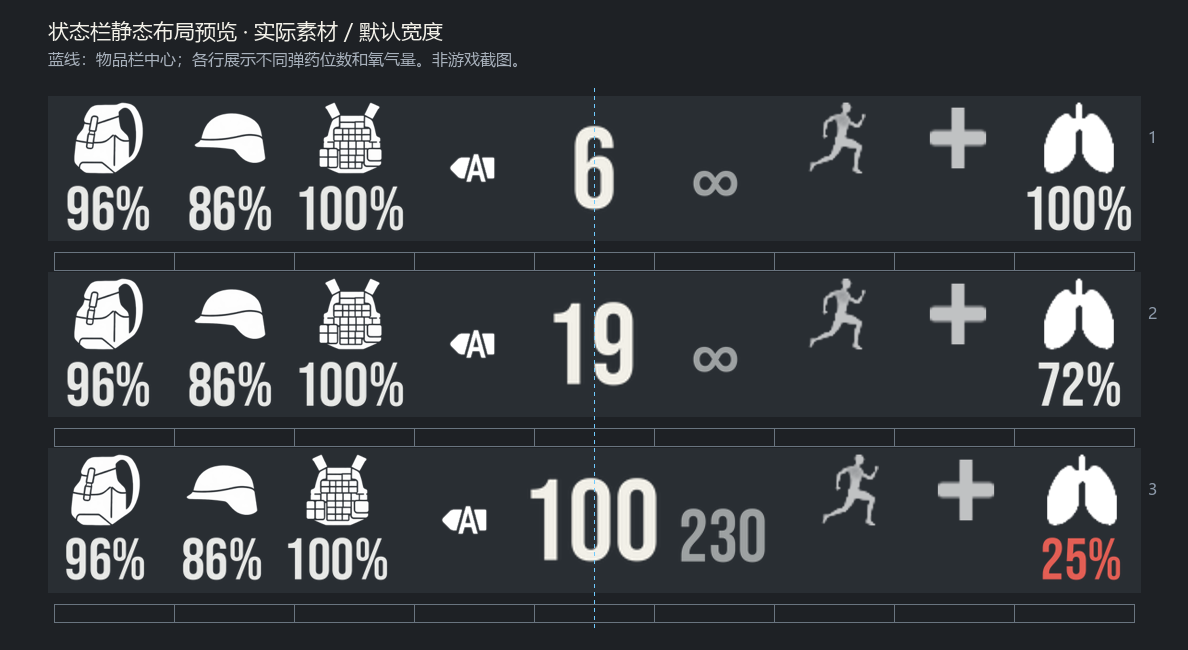 状态栏静态布局预览 · 实际素材 / 默认宽度
蓝线：物品栏中心；各行展示不同弹药位数和氧气量。非游戏截图。
A 6 ∞ 1
96% 86% 100% 100%
A 19 ∞ 2
96% 86% 100% 72%
A 100 230 3
96% 86% 100% 25%